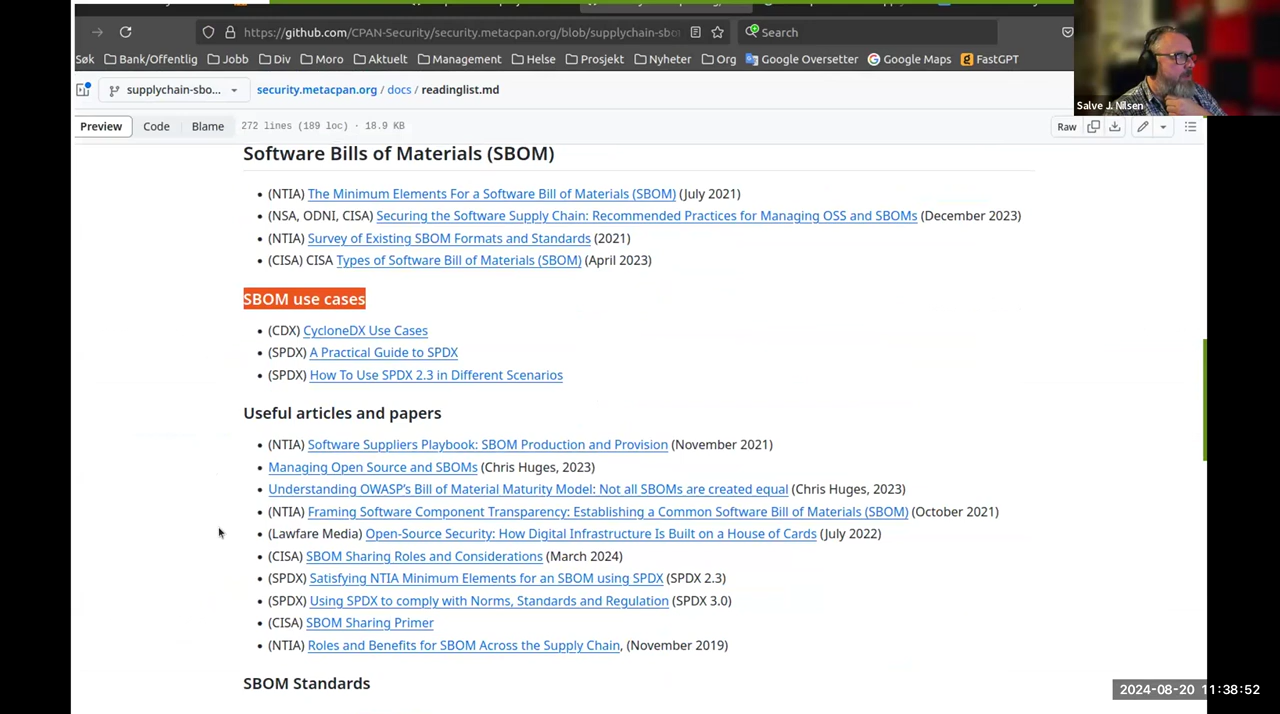 https://github.com/CPAN-Security/security.metacpan.org/blob/supplychain-sbo
Search
Søk Bank/Offentlig Jobb Div Moro Aktuelt Management Helse Prosjekt Nyheter Org Google Oversetter Google Maps FastGPT
Salve J. Nilsen
supplychain-sbo... security.metacpan.org / docs / readinglist.md
Preview Code Blame 272 lines (189 loc) · 18.9 KB Raw
Software Bills of Materials (SBOM)
• (NTIA) The Minimum Elements For a Software Bill of Materials (SBOM) (July 2021)
• (NSA, ODNI, CISA) Securing the Software Supply Chain: Recommended Practices for Managing OSS and SBOMs (December 2023)
• (NTIA) Survey of Existing SBOM Formats and Standards (2021)
• (CISA) CISA Types of Software Bill of Materials (SBOM) (April 2023)
SBOM use cases
• (CDX) CycloneDX Use Cases
• (SPDX) A Practical Guide to SPDX
• (SPDX) How To Use SPDX 2.3 in Different Scenarios
Useful articles and papers
• (NTIA) Software Suppliers Playbook: SBOM Production and Provision (November 2021)
• Managing Open Source and SBOMs (Chris Huges, 2023)
• Understanding OWASP's Bill of Material Maturity Model: Not all SBOMs are created equal (Chris Huges, 2023)
• (NTIA) Framing Software Component Transparency: Establishing a Common Software Bill of Materials (SBOM) (October 2021)
• (Lawfare Media) Open-Source Security: How Digital Infrastructure Is Built on a House of Cards (July 2022)
• (CISA) SBOM Sharing Roles and Considerations (March 2024)
• (SPDX) Satisfying NTIA Minimum Elements for an SBOM using SPDX (SPDX 2.3)
• (SPDX) Using SPDX to comply with Norms, Standards and Regulation (SPDX 3.0)
• (CISA) SBOM Sharing Primer
• (NTIA) Roles and Benefits for SBOM Across the Supply Chain, (November 2019)
SBOM Standards
2024-08-20 11:38:52